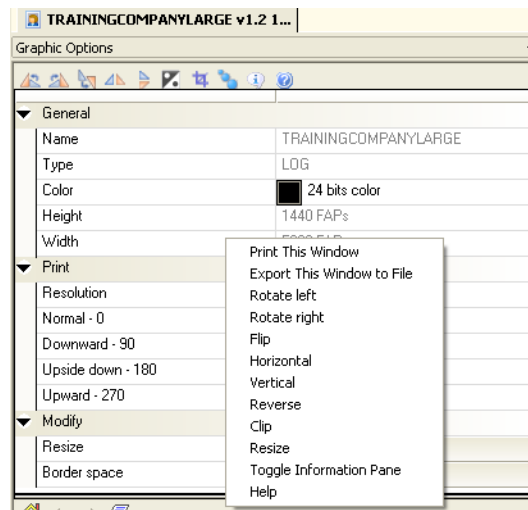 TRAININGCOMPANYLARGE v1.2 1...
Graphic Options
General
Name TRAININGCOMPANYLARGE
Type LOG
Color 24 bits color
Height 1440 FAPs
Width
Print
Resolution
Normal - 0
Downward - 90
Upside down - 180
Upward - 270
Modify
Resize
Border space
Print This Window
Export This Window to File
Rotate left
Rotate right
Flip
Horizontal
Vertical
Reverse
Clip
Resize
Toggle Information Pane
Help